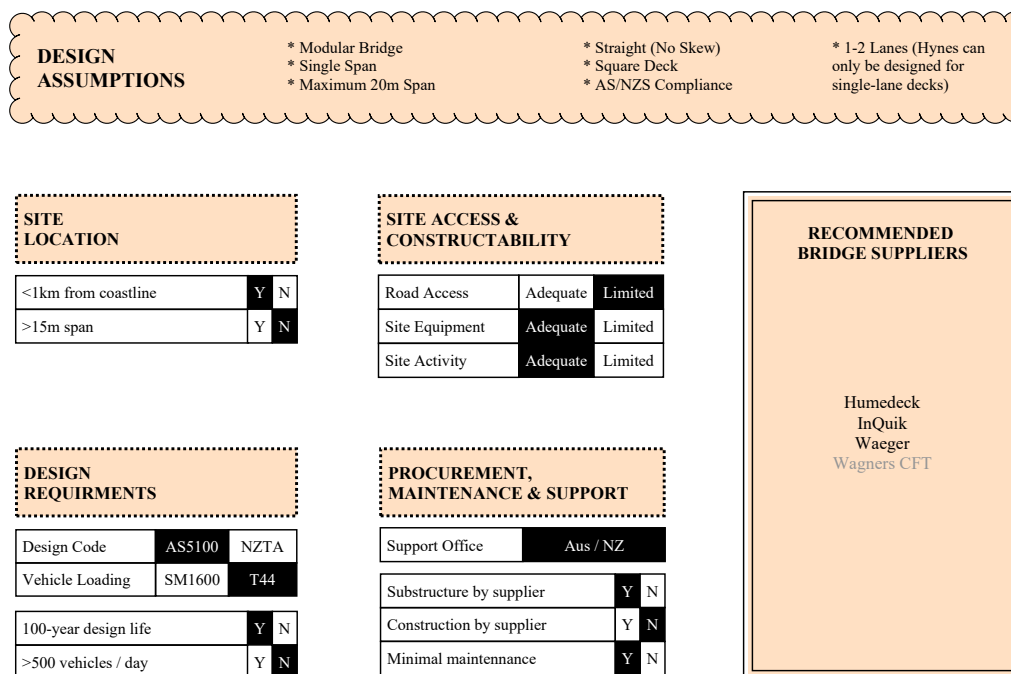 DESIGN
ASSUMPTIONS
* Modular Bridge
* Single Span
* Maximum 20m Span
* Straight (No Skew)
* Square Deck
* AS/NZS Compliance
* 1-2 Lanes (Hynes can
only be designed for
single-lane decks)
SITE
LOCATION
<1km from coastline Y N
>15m span Y N
SITE ACCESS &
CONSTRUCTABILITY
Road Access Adequate Limited
Site Equipment Adequate Limited
Site Activity Adequate Limited
DESIGN
REQUIRMENTS
Design Code AS5100 NZTA
Vehicle Loading SM1600 T44
100-year design life Y N
>500 vehicles / day Y N
PROCUREMENT,
MAINTENANCE & SUPPORT
Support Office Aus / NZ
Substructure by supplier Y N
Construction by supplier Y N
Minimal maintennance Y N
RECOMMENDED
BRIDGE SUPPLIERS
Humedeck
InQuik
Waeger
Wagners CFT